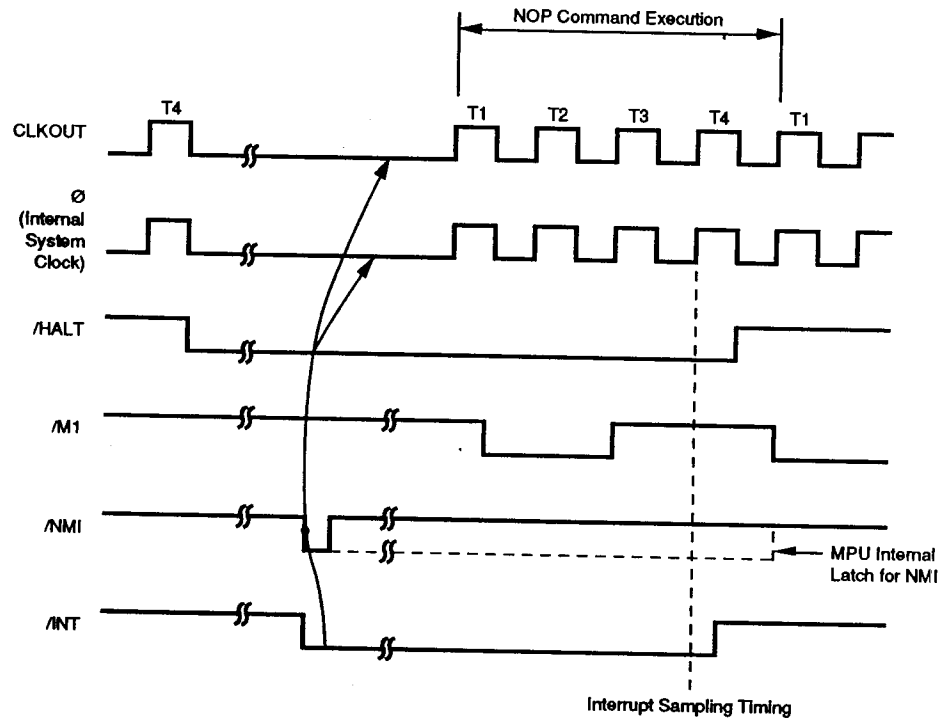 NOP Command Execution
T4 T1 T2 T3 T4 T1
CLKOUT
Ø
(Internal
System
Clock)
/HALT
/M1
/NMI
MPU Internal
Latch for NMI
/INT
Interrupt Sampling Timing